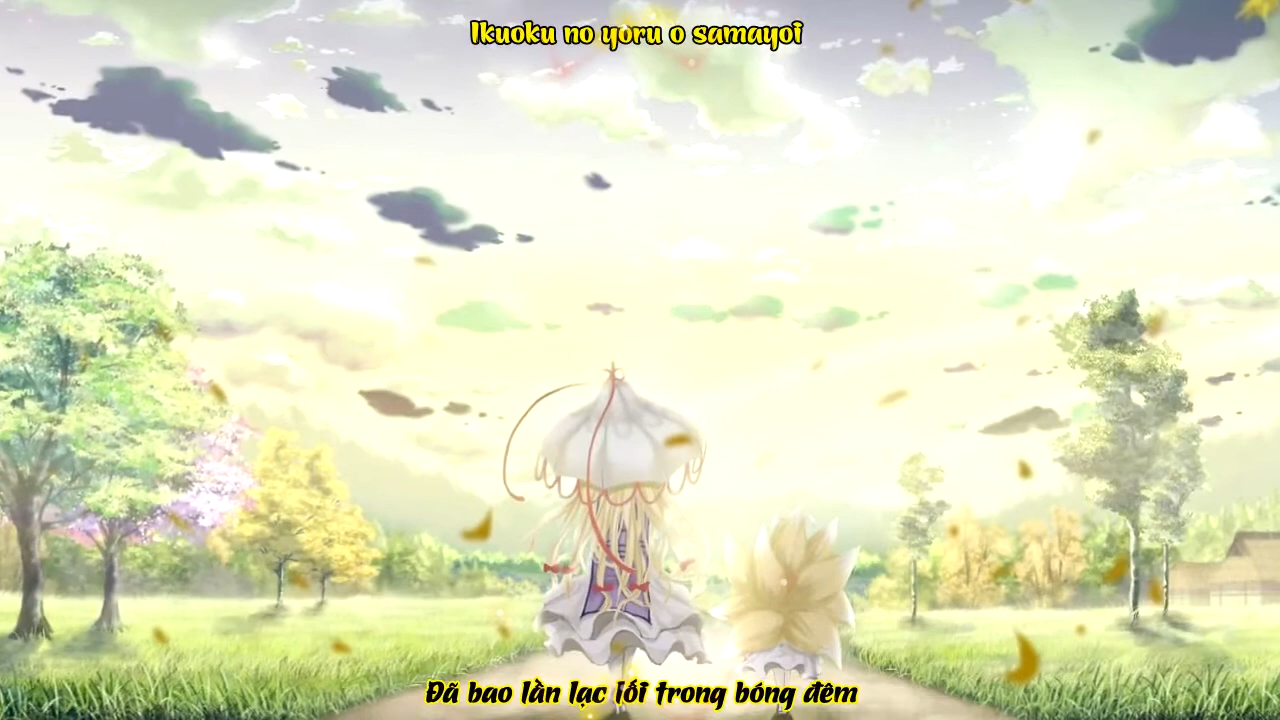 Ikuoku no yoru o samayoi
Đã bao lần lạc lối trong bóng đêm